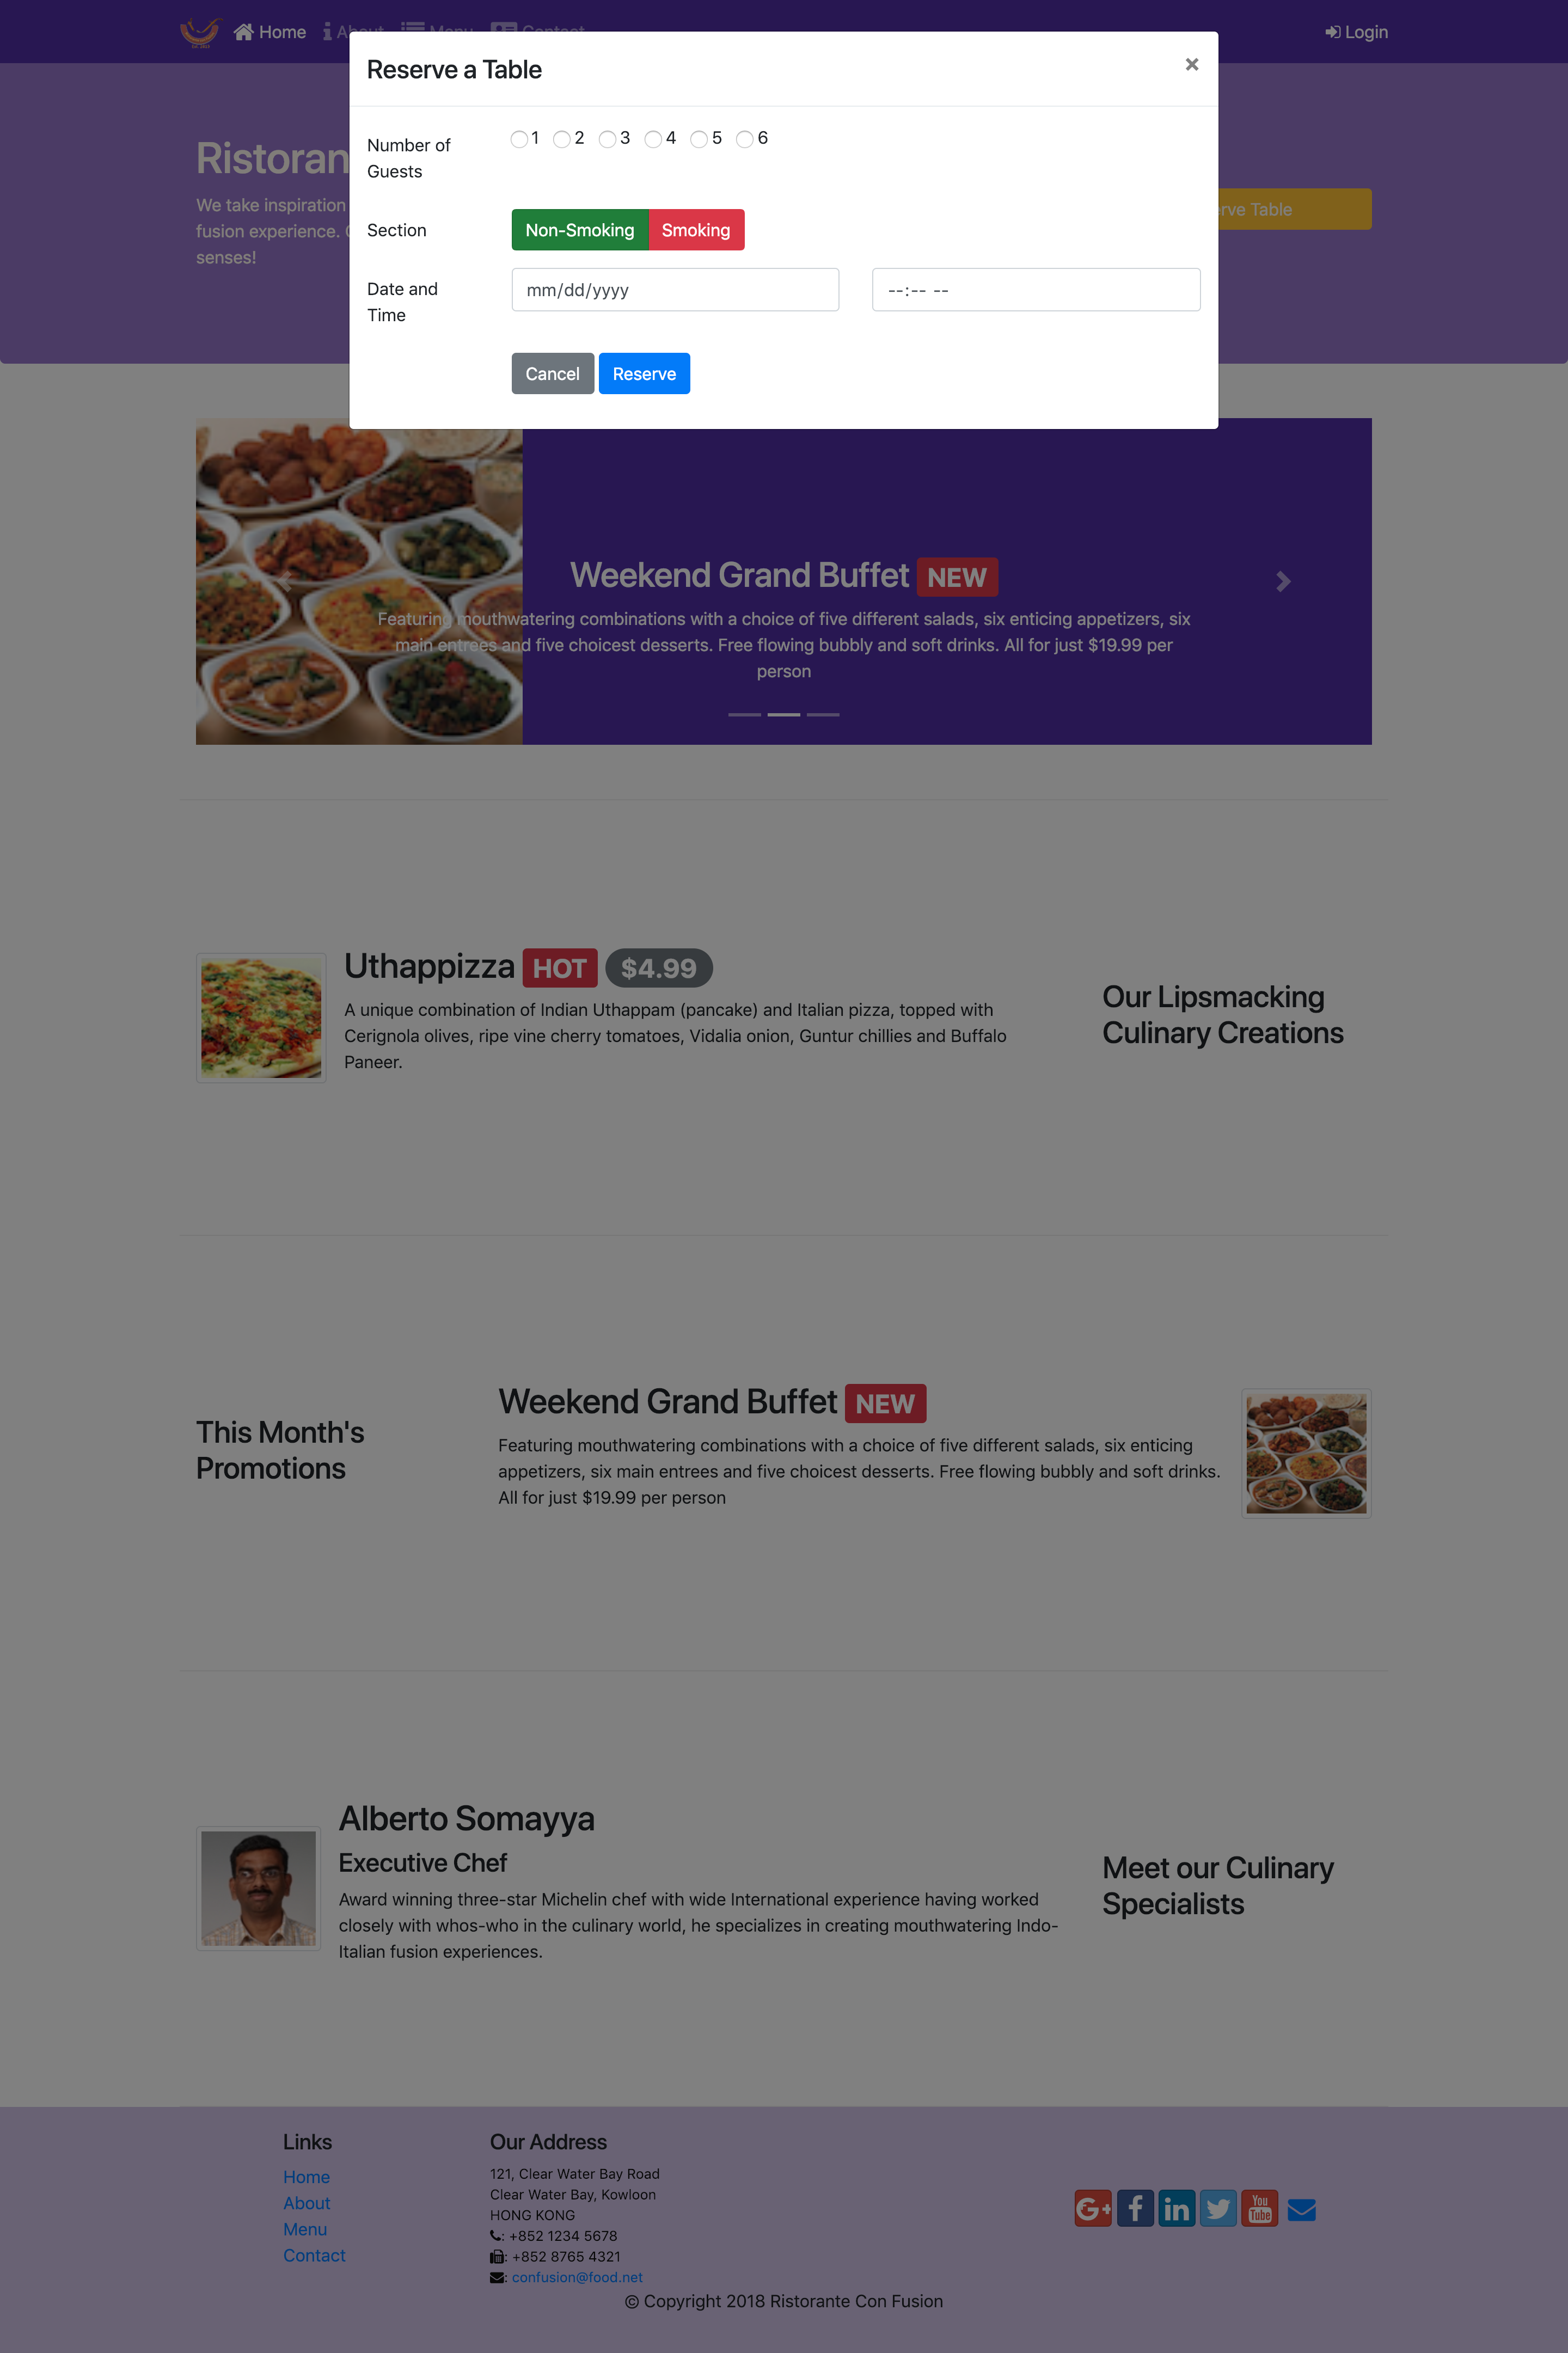 Home
Login
Reserve a Table
×
Number of
Guests
1 2 3 4 5 6
Section
Non-Smoking Smoking
Date and
Time
mm/dd/yyyy
--:-- --
Cancel Reserve
We take inspiration
fusion experience.
senses!
Table
Weekend Grand Buffet NEW
Featuring mouthwatering combinations with a choice of five different salads, six enticing appetizers, six
main entrees and five choicest desserts. Free flowing bubbly and soft drinks. All for just $19.99 per
person
Uthappizza HOT $4.99
A unique combination of Indian Uthappam (pancake) and Italian pizza, topped with
Cerignola olives, ripe vine cherry tomatoes, Vidalia onion, Guntur chillies and Buffalo
Paneer.
Our Lipsmacking
Culinary Creations
This Month's
Promotions
Weekend Grand Buffet NEW
Featuring mouthwatering combinations with a choice of five different salads, six enticing
appetizers, six main entrees and five choicest desserts. Free flowing bubbly and soft drinks.
All for just $19.99 per person
Alberto Somayya
Executive Chef
Award winning three-star Michelin chef with wide International experience having worked
closely with whos-who in the culinary world, he specializes in creating mouthwatering Indo-
Italian fusion experiences.
Meet our Culinary
Specialists
Links
Home
About
Menu
Contact
Our Address
121, Clear Water Bay Road
Clear Water Bay, Kowloon
HONG KONG
: +852 1234 5678
: +852 8765 4321
: confusion@food.net
G+ f in You Tube
© Copyright 2018 Ristorante Con Fusion